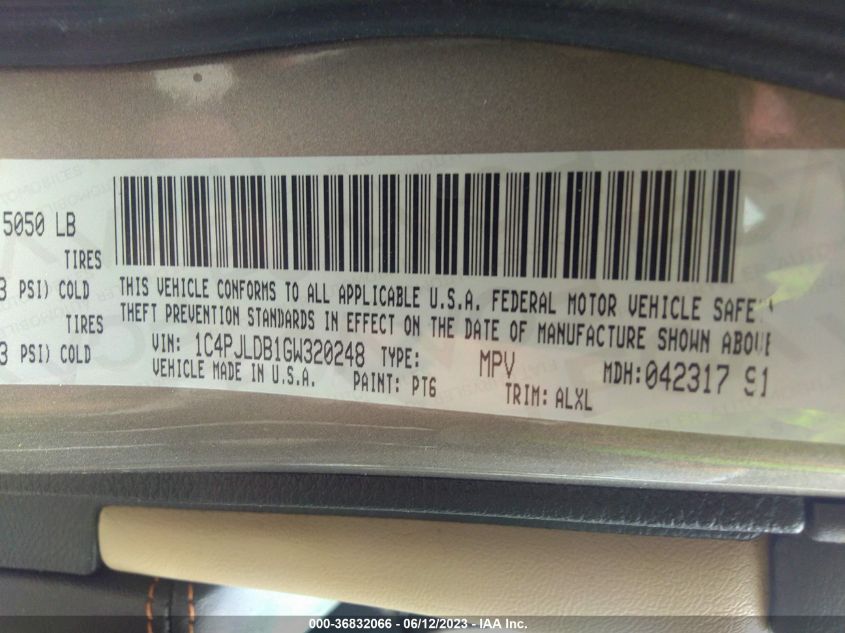 5050 LB
TIRES
3 PSI) COLD
TIRES
3 PSI) COLD
THIS VEHICLE CONFORMS TO ALL APPLICABLE U.S.A. FEDERAL MOTOR VEHICLE SAFE
THEFT PREVENTION STANDARDS IN EFFECT ON THE DATE OF MANUFACTURE SHOWN ABOVE
VIN: 1C4PJLDB1GW320248 TYPE: MPV MDH:042317 91
VEHICLE MADE IN U.S.A. PAINT: PT6 TRIM: ALXL
000-36832066 - 06/12/2023 - IAA Inc.